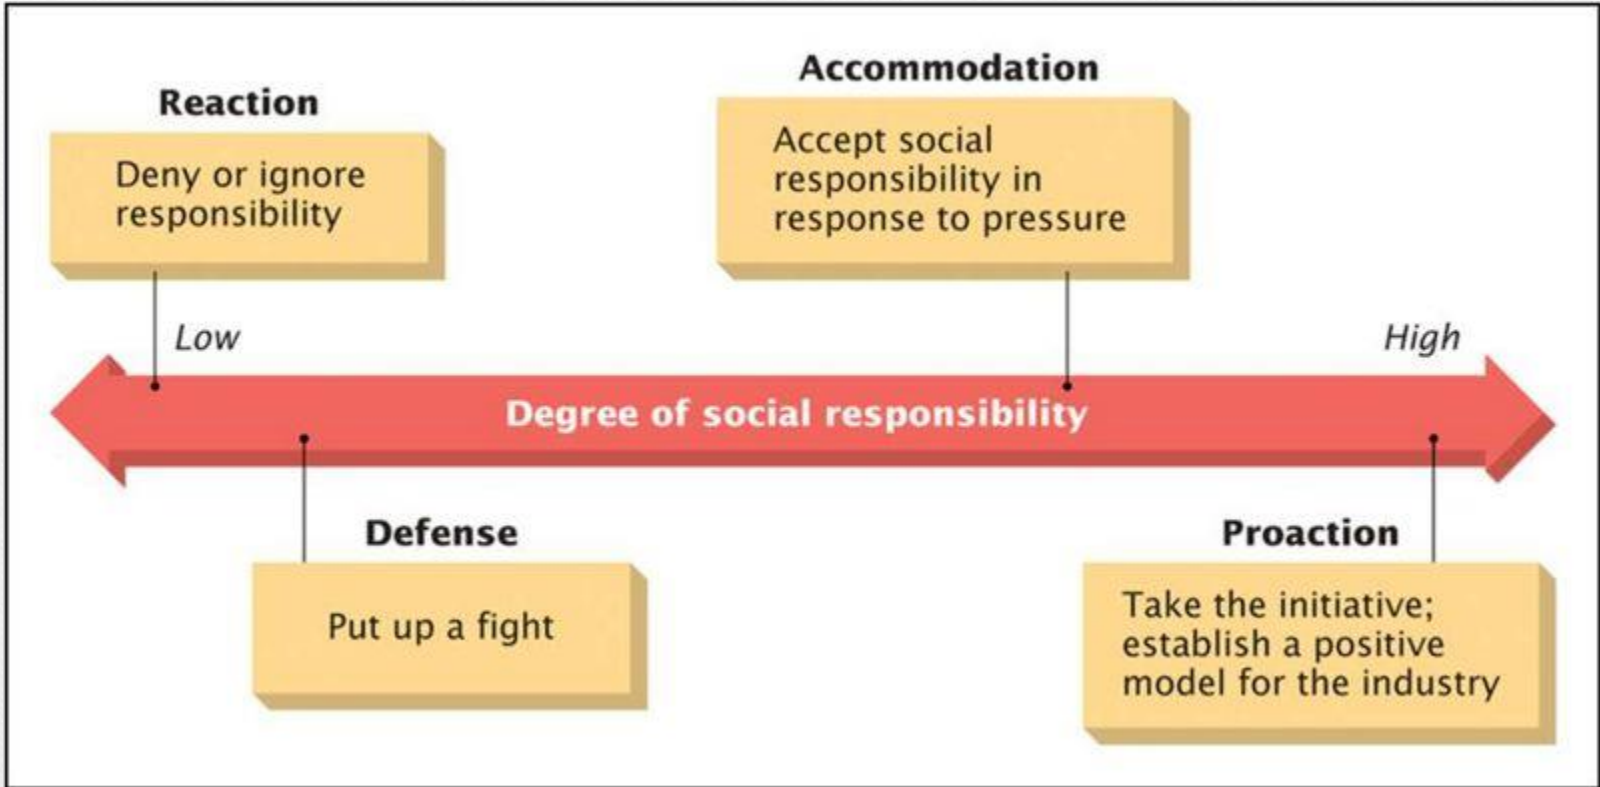 Reaction
Deny or ignore
responsibility
Accommodation
Accept social
responsibility in
response to pressure
Low
High
Degree of social responsibility
Defense
Put up a fight
Proaction
Take the initiative;
establish a positive
model for the industry